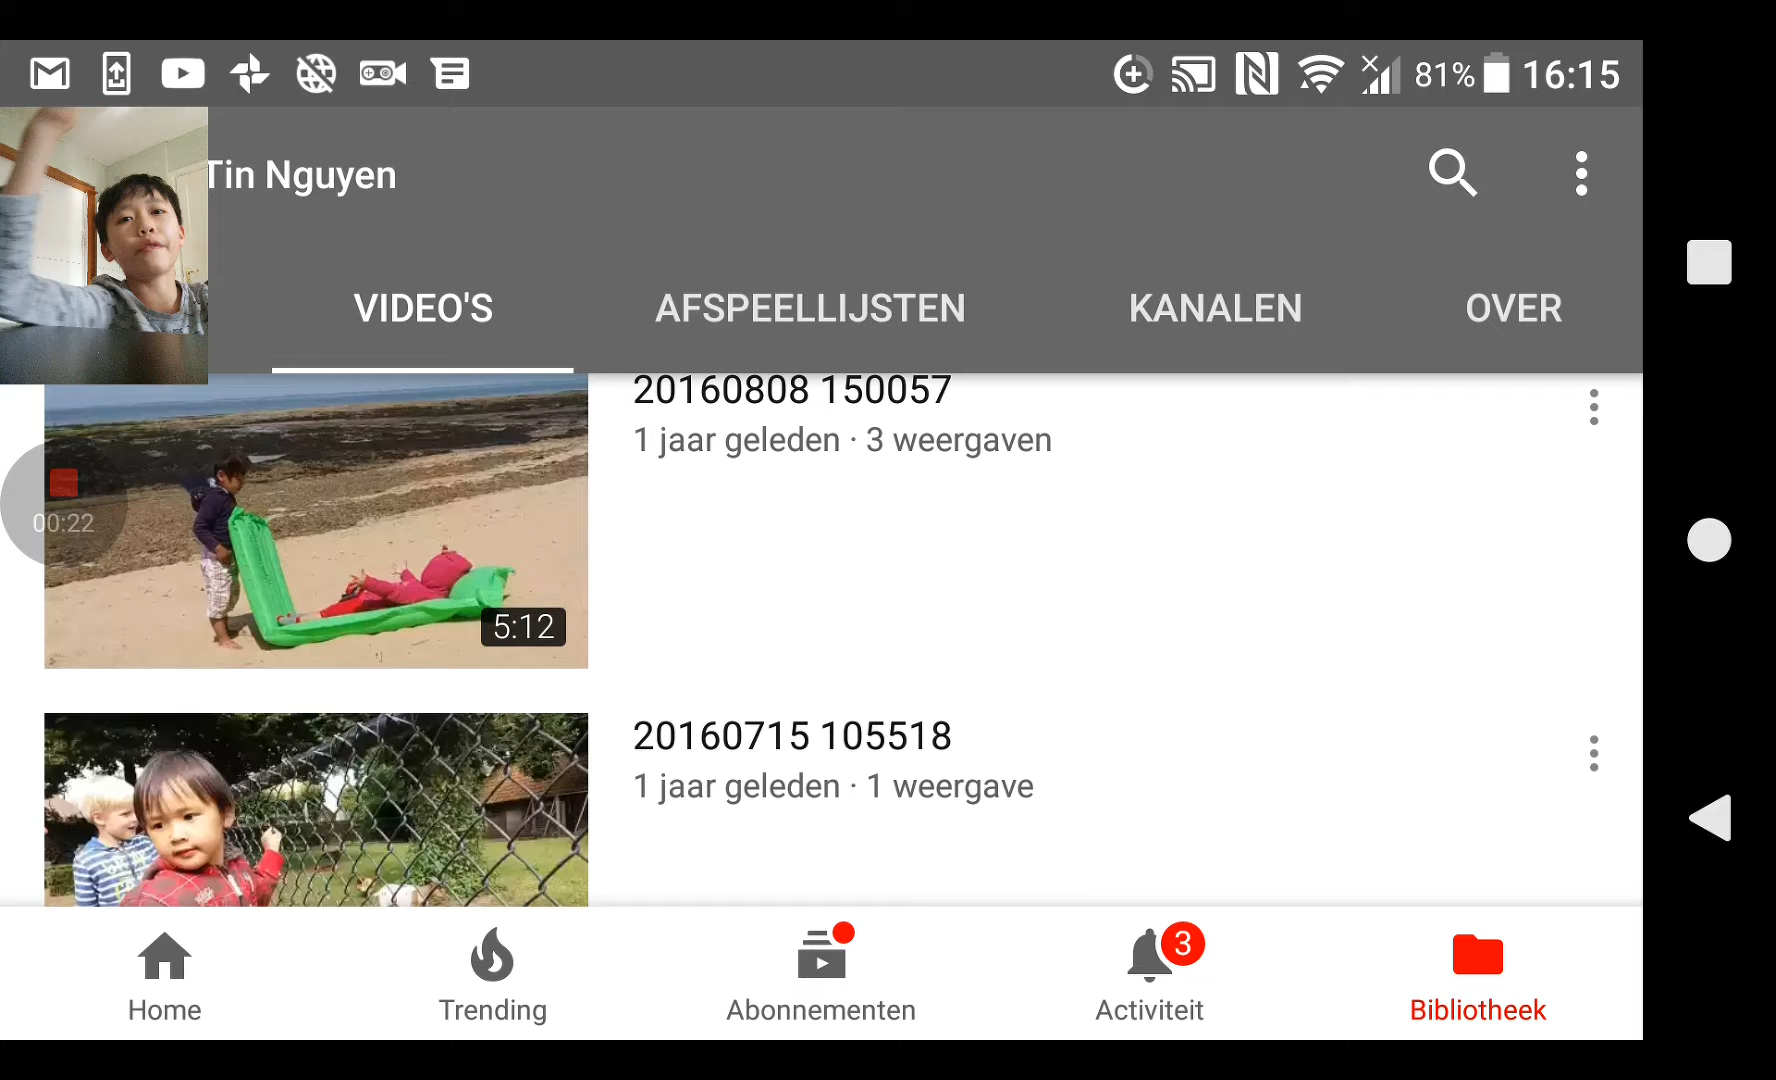 81% 16:15
Tin Nguyen
VIDEO'S AFSPEELLIJSTEN KANALEN OVER
20160808 150057
1 jaar geleden · 3 weergaven
00:22
5:12
20160715 105518
1 jaar geleden · 1 weergave
3
Home Trending Abonnementen Activiteit Bibliotheek